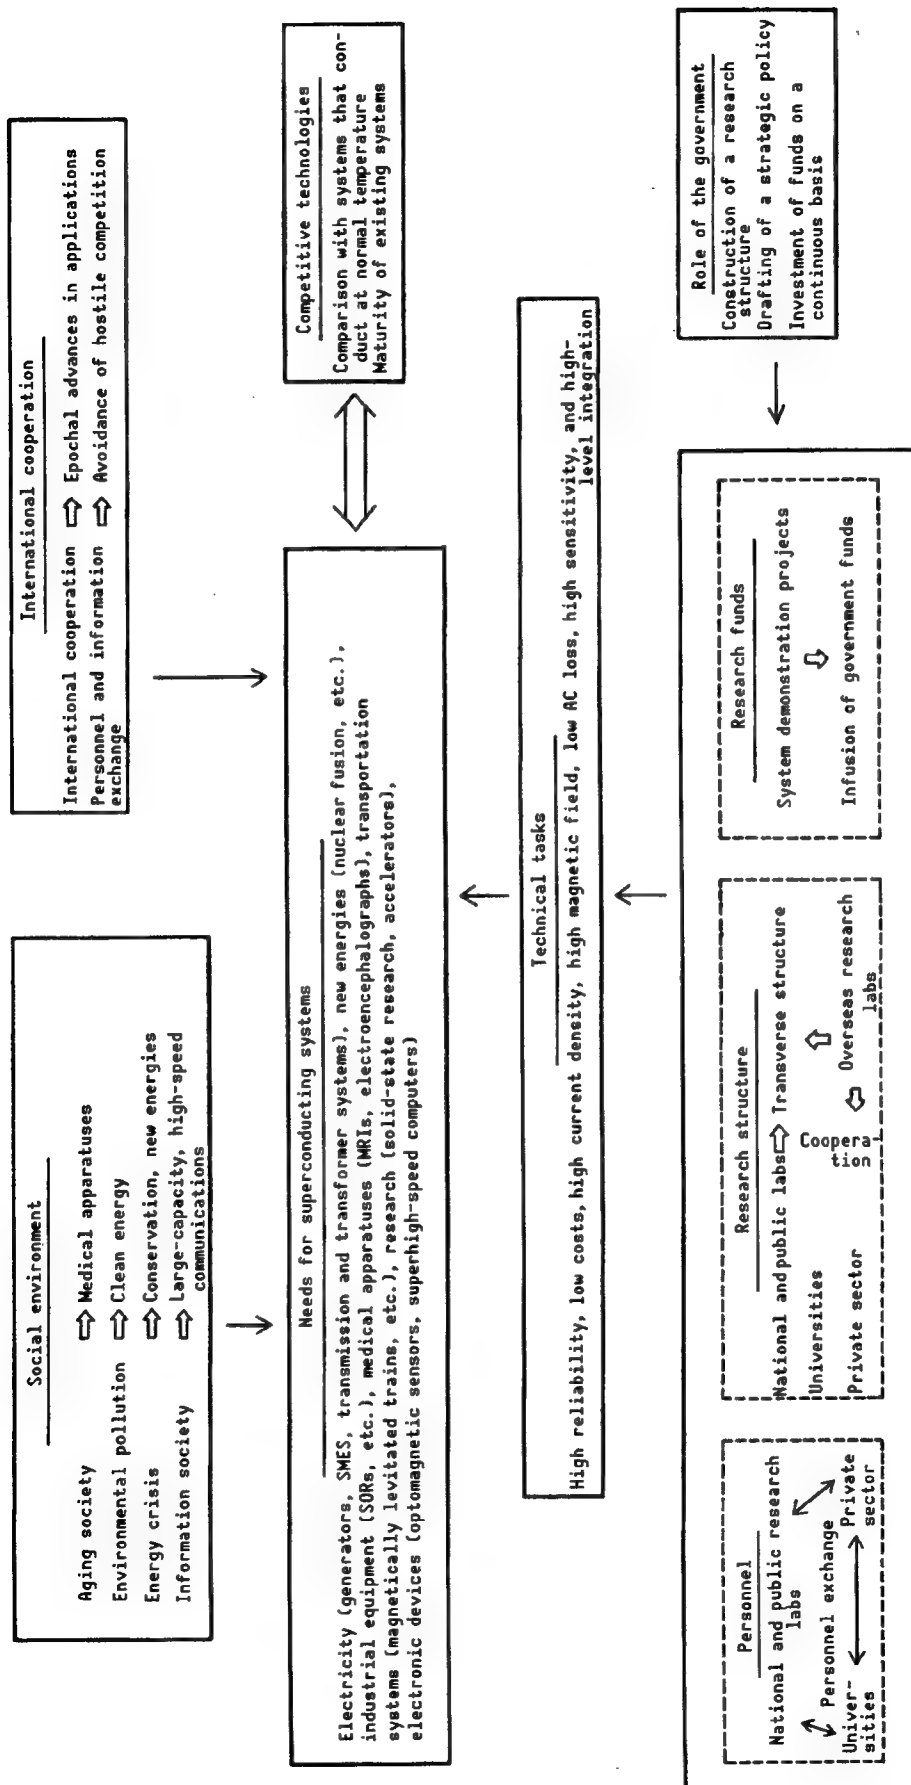 Social environment
Aging society ⇨ Medical apparatuses
Environmental pollution ⇨ Clean energy
Energy crisis ⇨ Conservation, new energies
Information society ⇨ Large-capacity, high-speed
communications
International cooperation
International cooperation ⇨ Epochal advances in applications
Personnel and information ⇨ Avoidance of hostile competition
exchange
Needs for superconducting systems
Electricity (generators, SMES, transmission and transformer systems), new energies (nuclear fusion, etc.),
industrial equipment (SORs, etc.), medical apparatuses (MRIs, electroencephalographs), transportation
systems (magnetically levitated trains, etc.), research (solid-state research, accelerators),
electronic devices (optomagnetic sensors, superhigh-speed computers)
Competitive technologies
Comparison with systems that con-
duct at normal temperature
Maturity of existing systems
Technical tasks
High reliability, low costs, high current density, high magnetic field, low AC loss, high sensitivity, and high-
level integration
Personnel
National and public research
labs
Personnel exchange
Univer-
sities
Private
sector
Research structure
National and public labs ⇨ Transverse structure
Universities
Private sector
Coopera-
tion
Overseas research
labs
Research funds
System demonstration projects
Infusion of government funds
Role of the government
Construction of a research
structure
Drafting of a strategic policy
Investment of funds on a
continuous basis